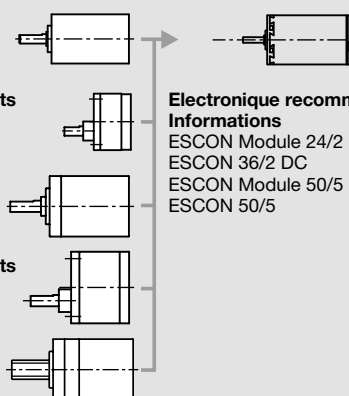 ts
Electronique recomm
Informations
ESCON Module 24/2
ESCON 36/2 DC
ESCON Module 50/5
ESCON 50/5
ts